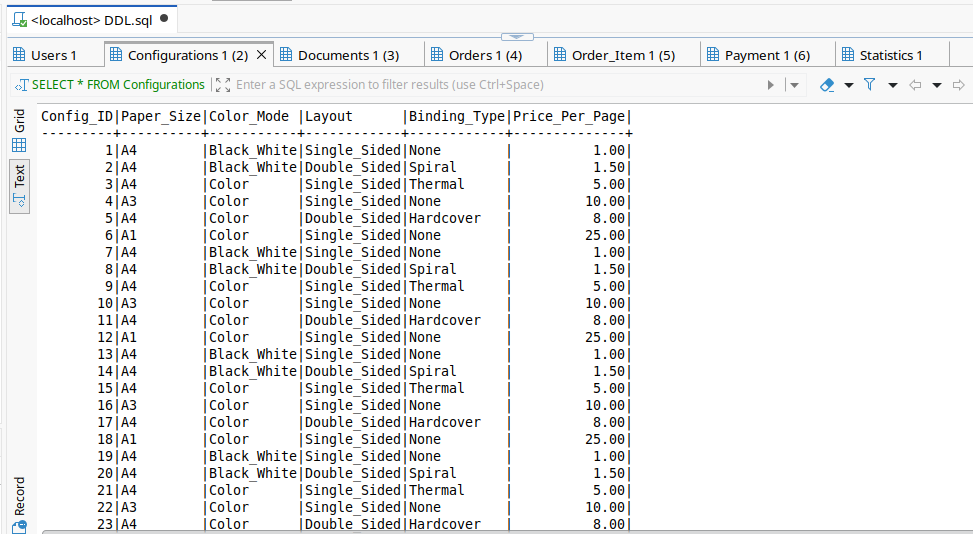 <localhost> DDL.sql
Users 1 Configurations 1 (2) Documents 1 (3) Orders 1 (4) Order_Item 1 (5) Payment 1 (6) Statistics 1
SELECT * FROM Configurations Enter a SQL expression to filter results (use Ctrl+Space)
Grid
Text
Record
Config_ID|Paper_Size|Color_Mode |Layout      |Binding_Type|Price_Per_Page|
---------+----------+-----------+------------+------------+--------------+
        1|A4        |Black_White|Single_Sided|None        |          1.00|
        2|A4        |Black_White|Double_Sided|Spiral      |          1.50|
        3|A4        |Color      |Single_Sided|Thermal     |          5.00|
        4|A3        |Color      |Single_Sided|None        |         10.00|
        5|A4        |Color      |Double_Sided|Hardcover   |          8.00|
        6|A1        |Color      |Single_Sided|None        |         25.00|
        7|A4        |Black_White|Single_Sided|None        |          1.00|
        8|A4        |Black_White|Double_Sided|Spiral      |          1.50|
        9|A4        |Color      |Single_Sided|Thermal     |          5.00|
       10|A3        |Color      |Single_Sided|None        |         10.00|
       11|A4        |Color      |Double_Sided|Hardcover   |          8.00|
       12|A1        |Color      |Single_Sided|None        |         25.00|
       13|A4        |Black_White|Single_Sided|None        |          1.00|
       14|A4        |Black_White|Double_Sided|Spiral      |          1.50|
       15|A4        |Color      |Single_Sided|Thermal     |          5.00|
       16|A3        |Color      |Single_Sided|None        |         10.00|
       17|A4        |Color      |Double_Sided|Hardcover   |          8.00|
       18|A1        |Color      |Single_Sided|None        |         25.00|
       19|A4        |Black_White|Single_Sided|None        |          1.00|
       20|A4        |Black_White|Double_Sided|Spiral      |          1.50|
       21|A4        |Color      |Single_Sided|Thermal     |          5.00|
       22|A3        |Color      |Single_Sided|None        |         10.00|
       23|A4        |Color      |Double_Sided|Hardcover   |          8.00|